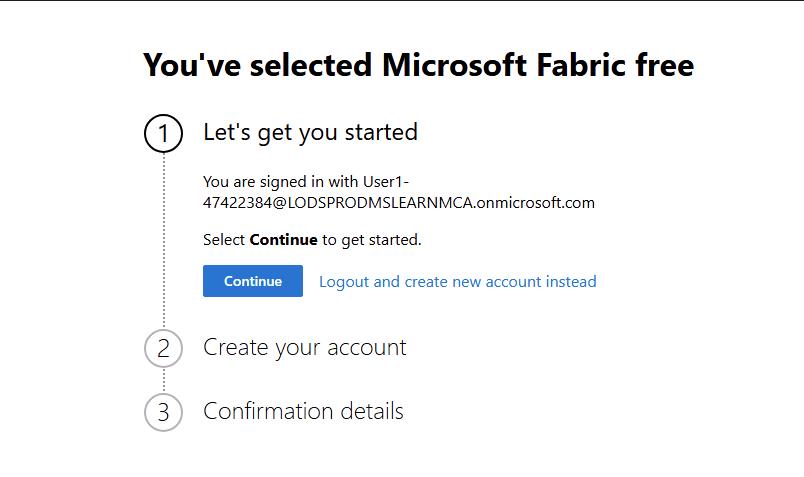 You've selected Microsoft Fabric free
1
Let's get you started
You are signed in with User1-
47422384@LODSPRODMSLEARNMCA.onmicrosoft.com
Select Continue to get started.
Continue
Logout and create new account instead
2
Create your account
3
Confirmation details